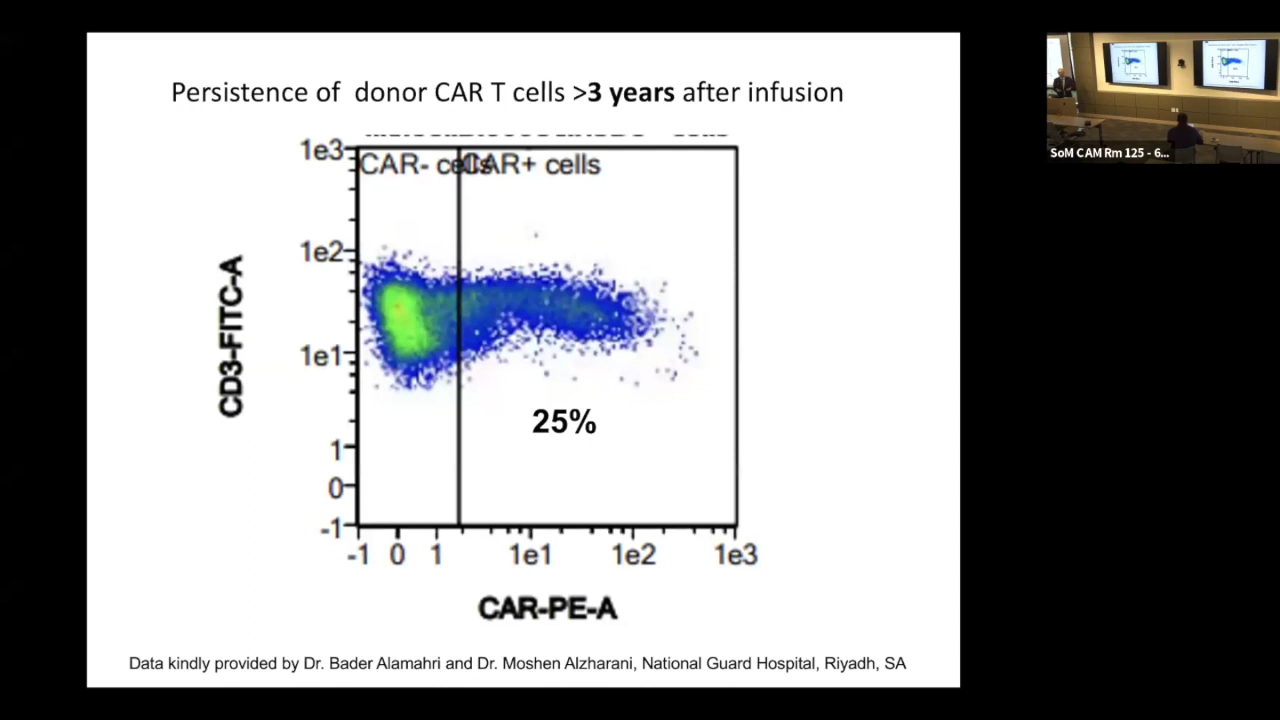 Persistence of donor CAR T cells >3 years after infusion
CAR- cells
CAR+ cells
1e3
1e2
1e1
1
0
-1
CD3-FITC-A
25%
-1 0 1 1e1 1e2 1e3
CAR-PE-A
Data kindly provided by Dr. Bader Alamahri and Dr. Moshen Alzharani, National Guard Hospital, Riyadh, SA
SoM CAM Rm 125 - 6...